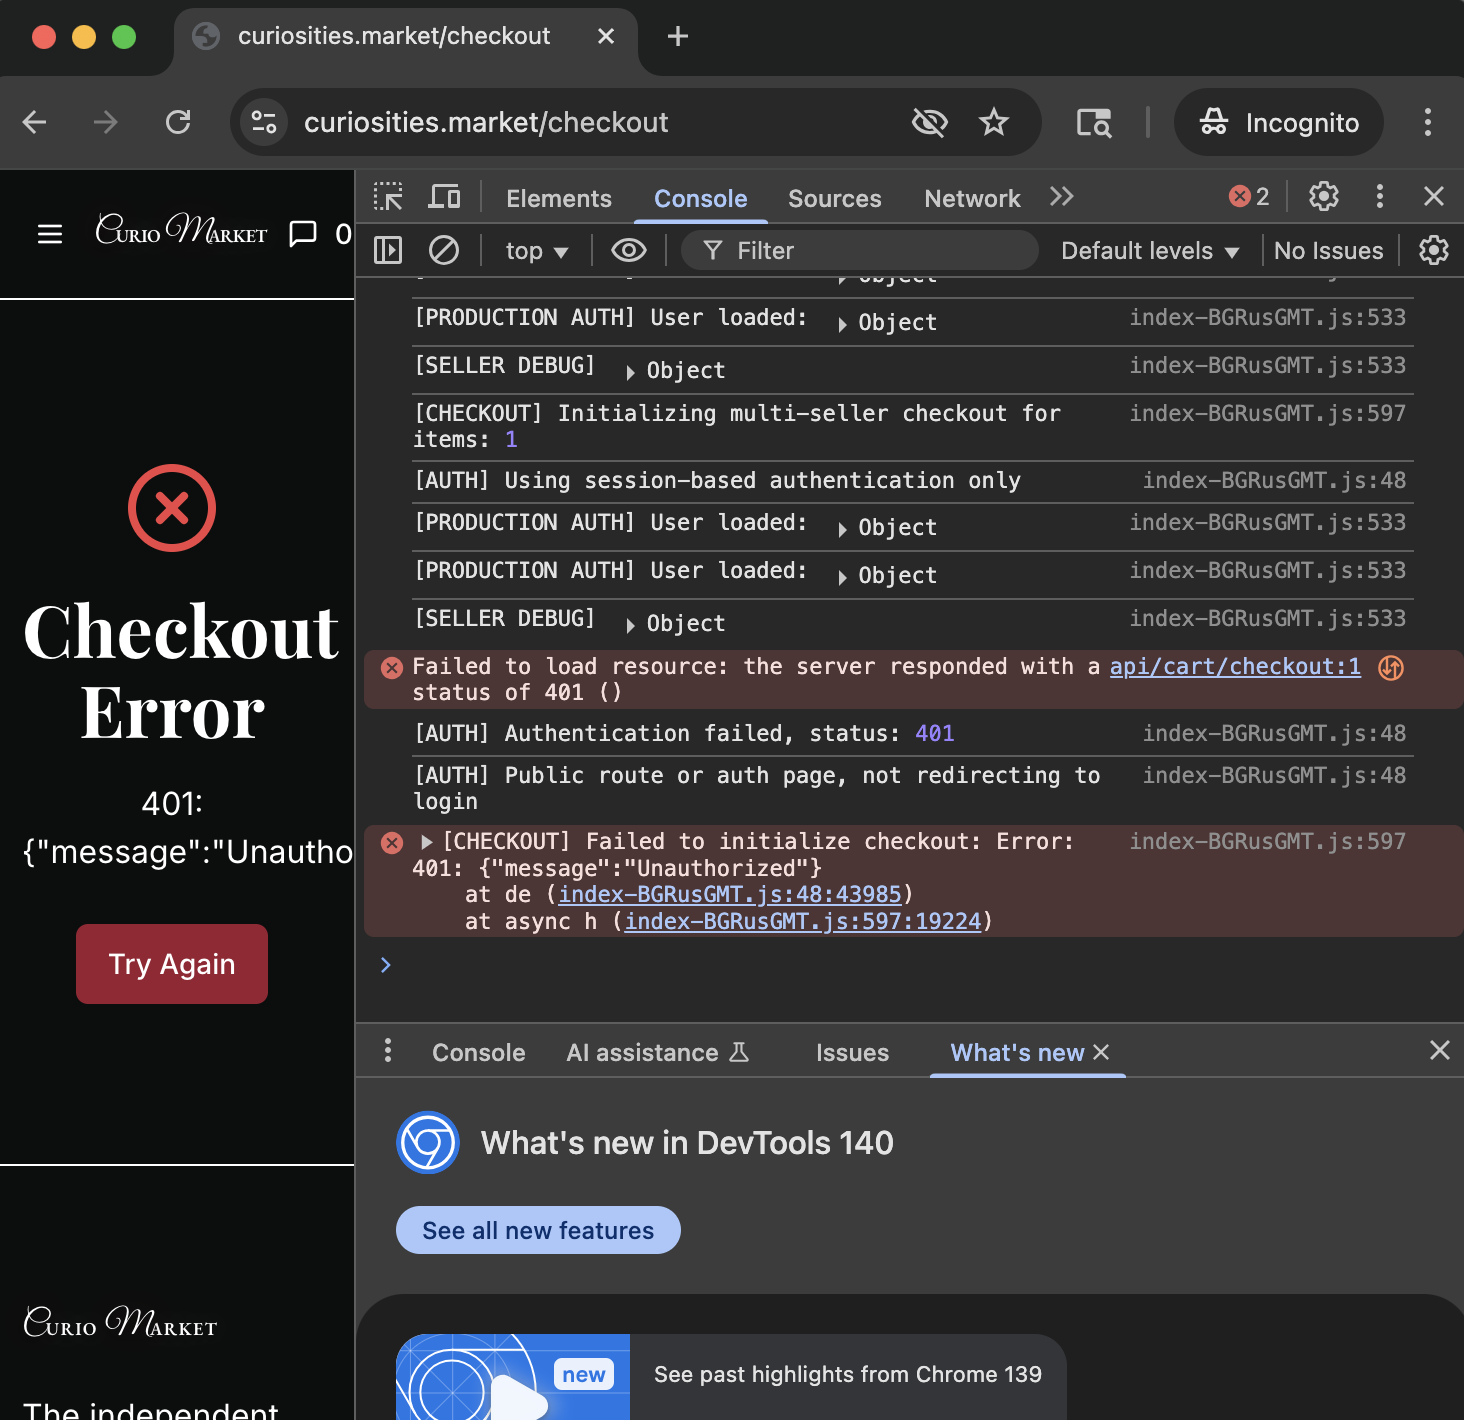 curiosities.market/checkout
curiosities.market/checkout
Incognito
CURIO MARKET
0
Elements
Console
Sources
Network
2
top
Filter
Default levels
No Issues
Object
[PRODUCTION AUTH] User loaded: Object index-BGRusGMT.js:533
[SELLER DEBUG] Object index-BGRusGMT.js:533
[CHECKOUT] Initializing multi-seller checkout for index-BGRusGMT.js:597
items: 1
[AUTH] Using session-based authentication only index-BGRusGMT.js:48
[PRODUCTION AUTH] User loaded: Object index-BGRusGMT.js:533
[PRODUCTION AUTH] User loaded: Object index-BGRusGMT.js:533
[SELLER DEBUG] Object index-BGRusGMT.js:533
Failed to load resource: the server responded with a api/cart/checkout:1
status of 401 ()
[AUTH] Authentication failed, status: 401 index-BGRusGMT.js:48
[AUTH] Public route or auth page, not redirecting to index-BGRusGMT.js:48
login
[CHECKOUT] Failed to initialize checkout: Error: index-BGRusGMT.js:597
401: {"message":"Unauthorized"}
at de (index-BGRusGMT.js:48:43985)
at async h (index-BGRusGMT.js:597:19224)
Checkout
Error
401:
{"message":"Unautho
Try Again
CURIO MARKET
The independent
Console
AI assistance
Issues
What's new
What's new in DevTools 140
See all new features
new
See past highlights from Chrome 139